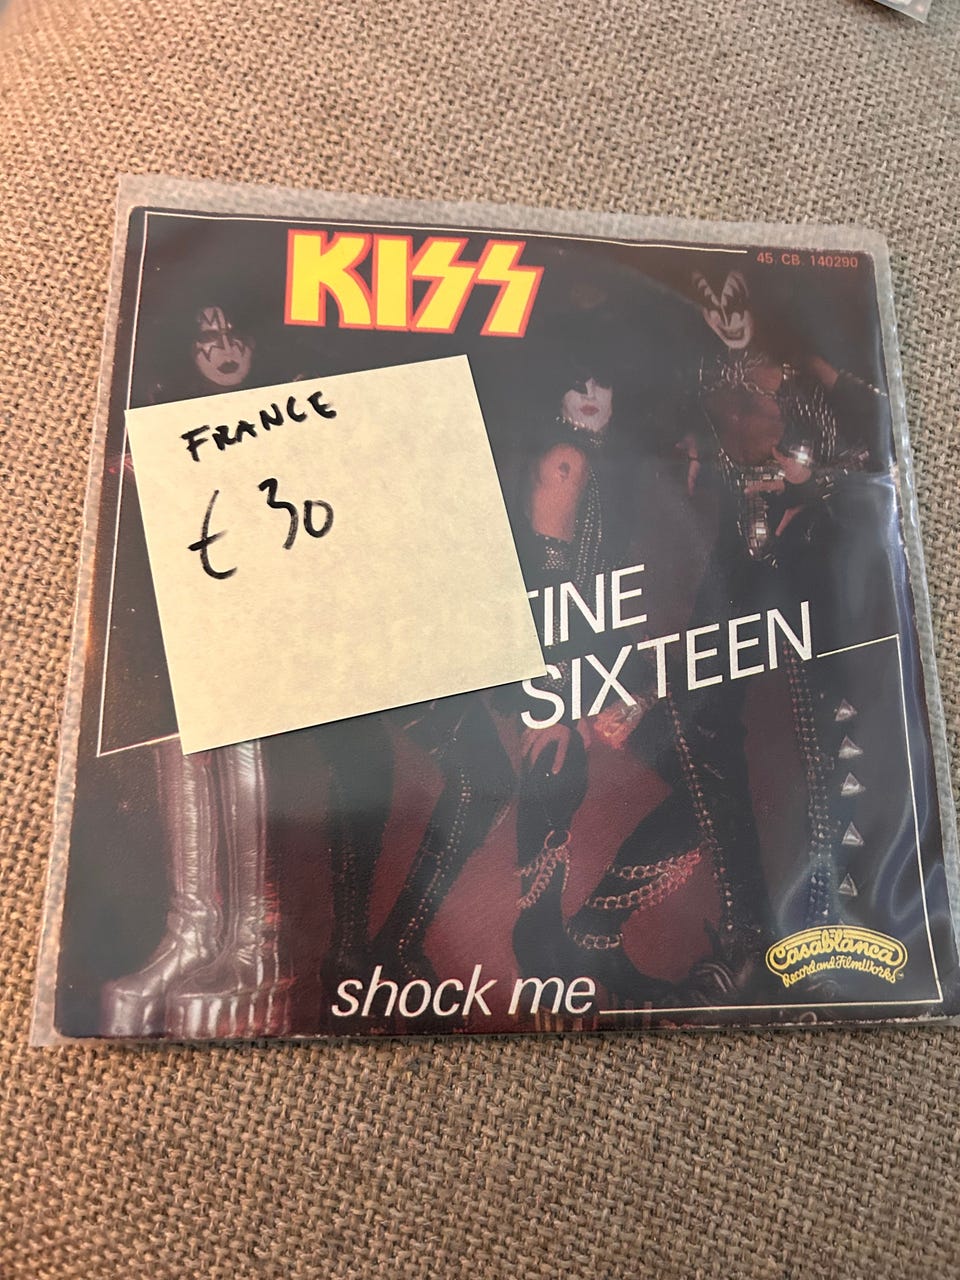 KISS
45. CB. 140290
FRANCE
€ 30
TINE
SIXTEEN
shock me
Casablanca
Record and FilmWorks